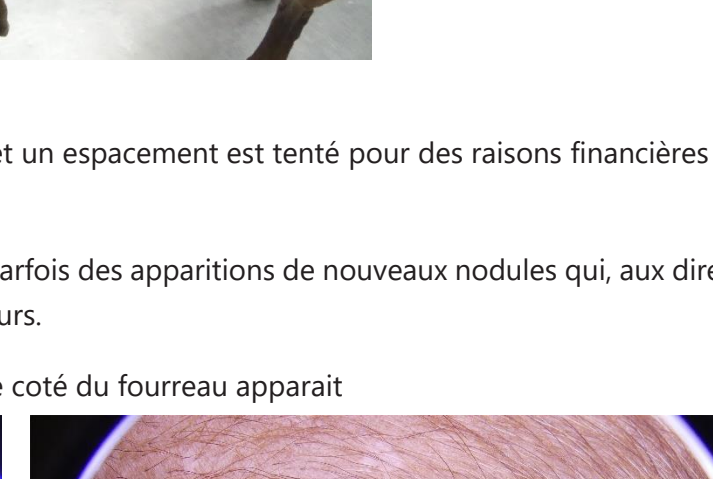 et un espacement est tenté pour des raisons financières
arfois des apparitions de nouveaux nodules qui, aux dire
urs.
coté du fourreau apparait